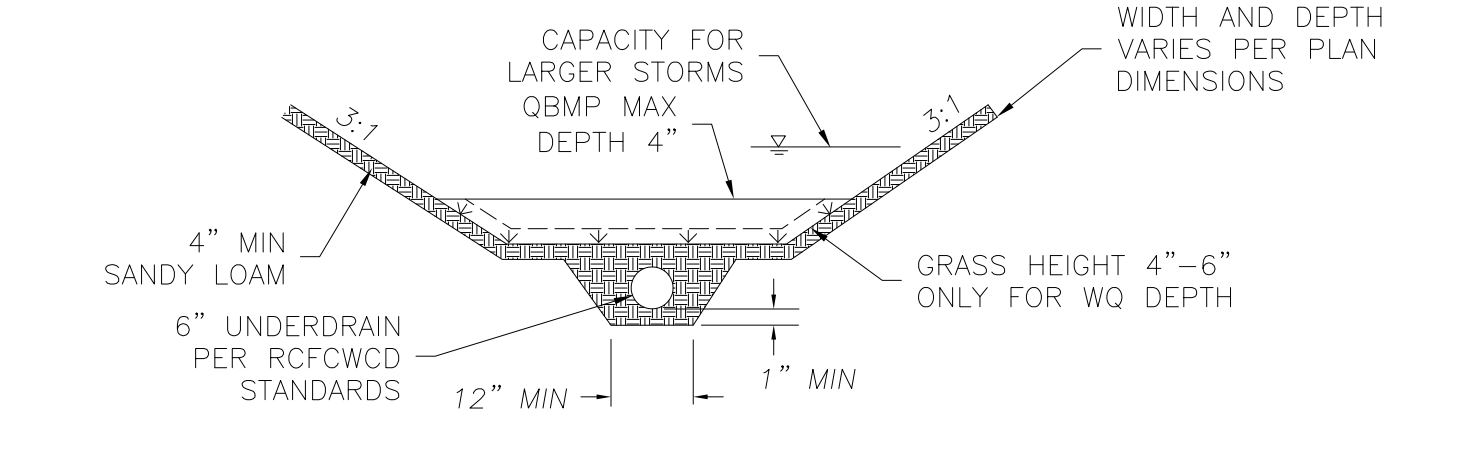 WIDTH AND DEPTH
VARIES PER PLAN
DIMENSIONS
CAPACITY FOR
LARGER STORMS
QBMP MAX
DEPTH 4"
3:1
3:1
4" MIN
SANDY LOAM
GRASS HEIGHT 4"-6"
ONLY FOR WQ DEPTH
6" UNDERDRAIN
PER RCFCWCD
STANDARDS
12" MIN
1" MIN